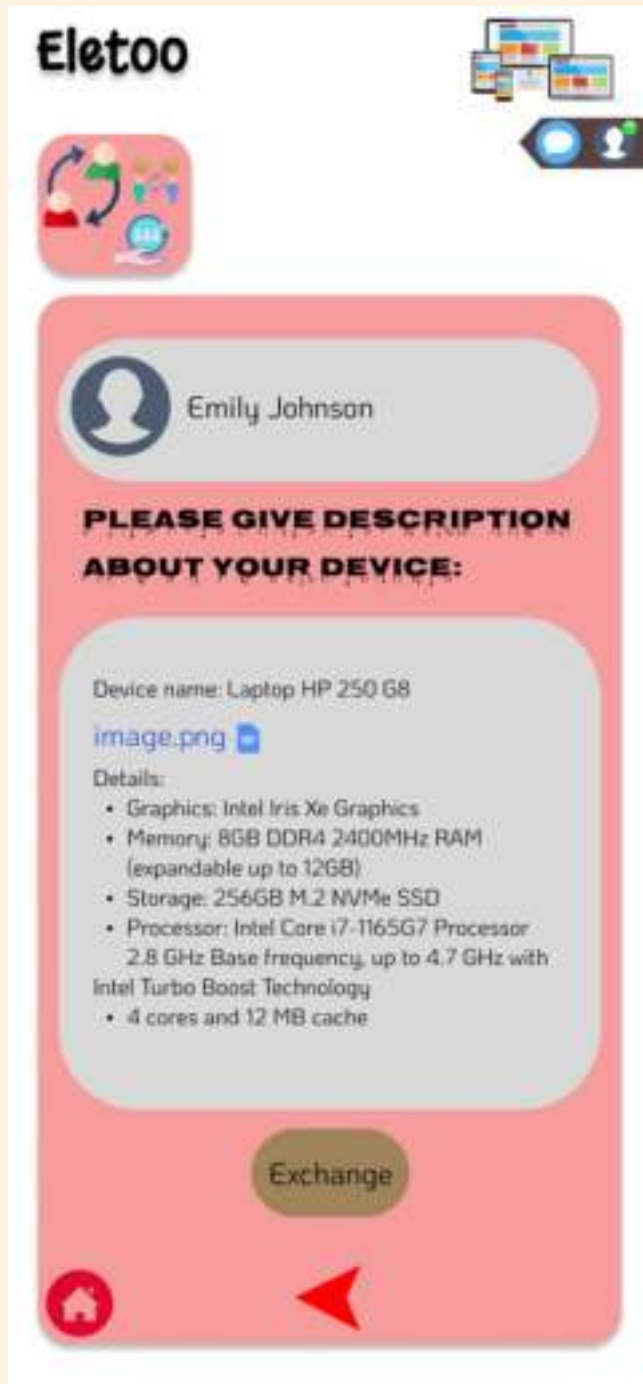 Eletoo
Emily Johnson
PLEASE GIVE DESCRIPTION
ABOUT YOUR DEVICE:
Device name: Laptop HP 250 G8
image.png
Details:
• Graphics: Intel Iris Xe Graphics
• Memory: 8GB DDR4 2400MHz RAM
(expandable up to 12GB)
• Storage: 256GB M.2 NVMe SSD
• Processor: Intel Core i7-1165G7 Processor
2.8 GHz Base frequency, up to 4.7 GHz with
Intel Turbo Boost Technology
• 4 cores and 12 MB cache
Exchange